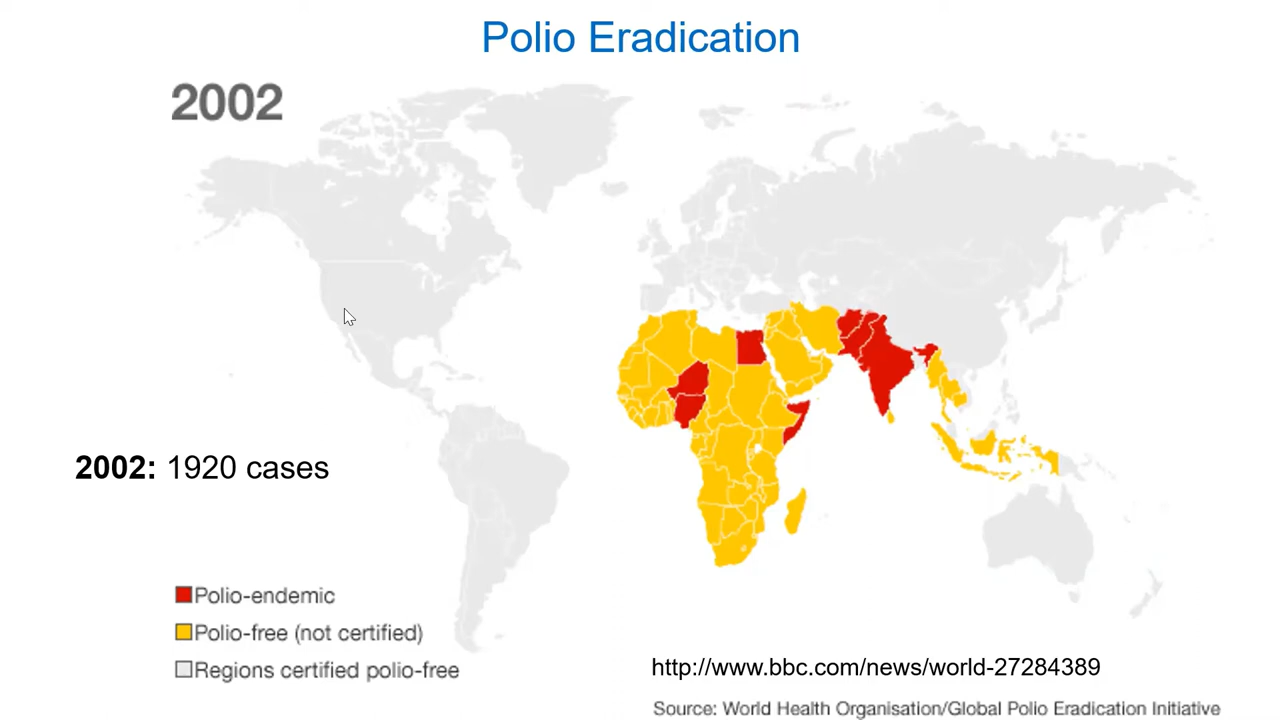 Polio Eradication
2002
2002: 1920 cases
Polio-endemic
Polio-free (not certified)
Regions certified polio-free
http://www.bbc.com/news/world-27284389
Source: World Health Organisation/Global Polio Eradication Initiative